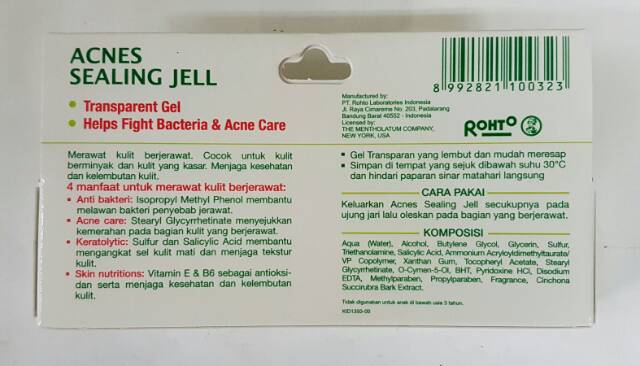 ACNES
SEALING JELL
• Transparent Gel
• Helps Fight Bacteria & Acne Care
Merawat kulit berjerawat. Cocok untuk kulit
berminyak dan kulit yang kasar. Menjaga kesehatan
dan kelembutan kulit.
4 manfaat untuk merawat kulit berjerawat:
• Anti bakteri: Isopropyl Methyl Phenol membantu
melawan bakteri penyebab jerawat.
• Acne care: Stearyl Glycyrrhetinate menyejukkan
kemerahan pada bagian kulit yang berjerawat.
• Keratolytic: Sulfur dan Salicylic Acid membantu
mengangkat sel kulit mati dan menjaga tekstur
kulit.
• Skin nutritions: Vitamin E & B6 sebagai antioksi-
dan serta menjaga kesehatan dan kelembutan
kulit.
8 992821 100323
Manufactured by:
PT. Rohto Laboratories Indonesia
Jl. Raya Cimareme No. 203, Padalarang
Bandung Barat 40552 - Indonesia
Licensed by:
THE MENTHOLATUM COMPANY,
NEW YORK, USA
ROHTO
• Gel Transparan yang lembut dan mudah meresap
• Simpan di tempat yang sejuk dibawah suhu 30°C
dan hindari paparan sinar matahari langsung
CARA PAKAI
Keluarkan Acnes Sealing Jell secukupnya pada
ujung jari lalu oleskan pada bagian yang berjerawat.
KOMPOSISI
Aqua (Water), Alcohol, Butylene Glycol, Glycerin, Sulfur,
Triethanolamine, Salicylic Acid, Ammonium Acryloyldimethyltaurate/
VP Copolymer, Xanthan Gum, Tocopheryl Acetate, Stearyl
Glycyrrhetinate, O-Cymen-5-Ol, BHT, Pyridoxine HCl, Disodium
EDTA, Methylparaben, Propylparaben, Fragrance, Cinchona
Succirubra Bark Extract.
Tidak digunakan untuk anak di bawah usia 3 tahun.
KID1350-09